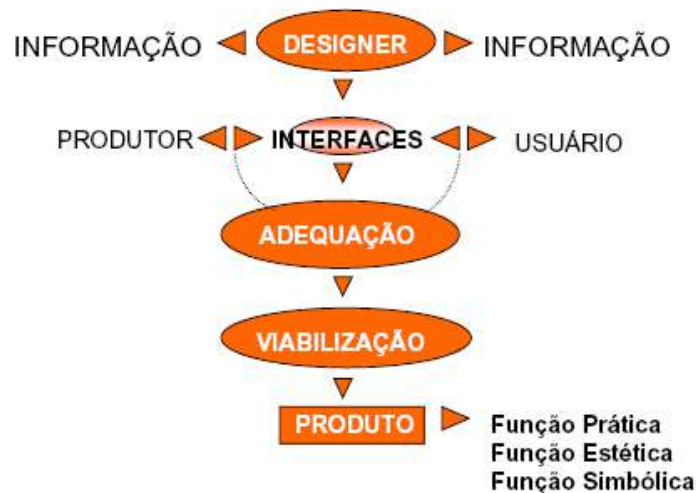 INFORMAÇÃO DESIGNER INFORMAÇÃO
PRODUTOR INTERFACES USUÁRIO
ADEQUAÇÃO
VIABILIZAÇÃO
PRODUTO
Função Prática
Função Estética
Função Simbólica